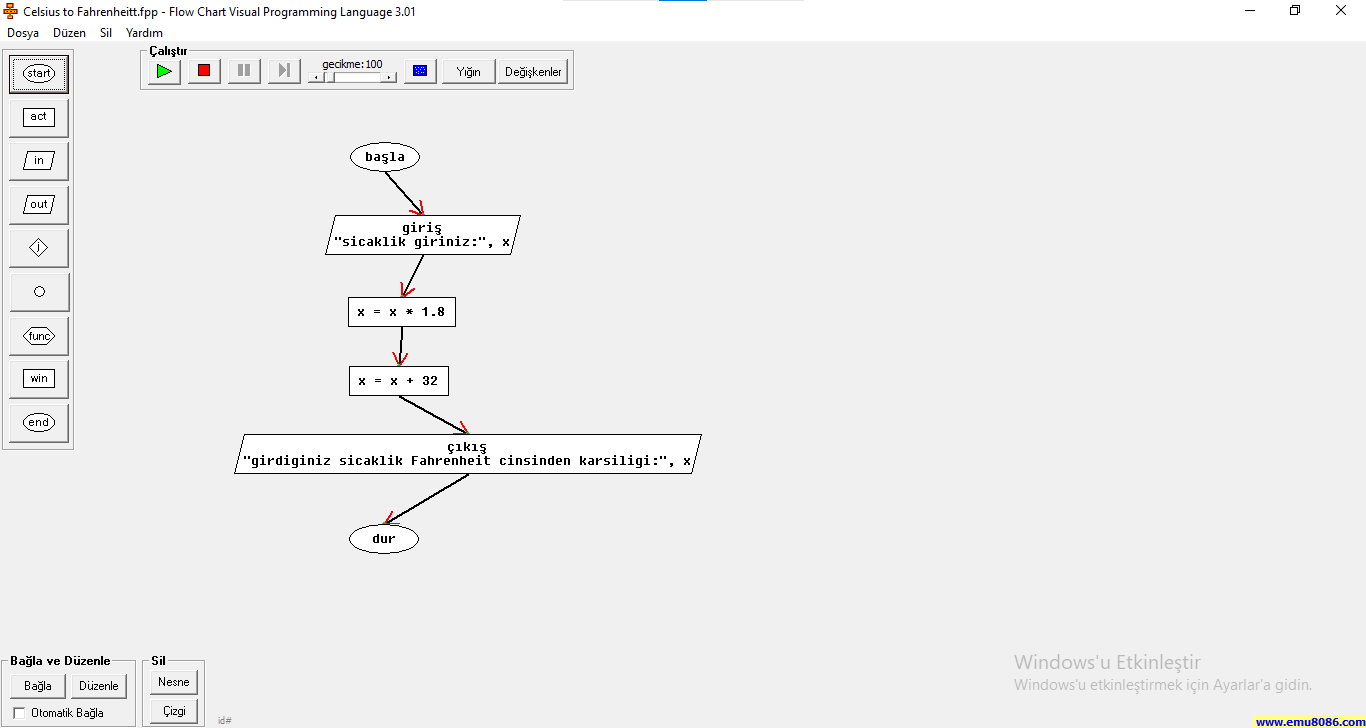 Celsius to Fahrenheitt.fpp - Flow Chart Visual Programming Language 3.01
Dosya Düzen Sil Yardım
Çalıştır
gecikme:100
Yığın
Değişkenler
start
act
in
out
j
func
win
end
başla
giriş
"sicaklik giriniz:", x
x = x * 1.8
x = x + 32
çıkış
"girdiginiz sicaklik Fahrenheit cinsinden karsiligi:", x
dur
Bağla ve Düzenle
Bağla
Düzenle
Otomatik Bağla
Sil
Nesne
Çizgi
id#
Windows'u Etkinleştir
Windows'u etkinleştirmek için Ayarlar'a gidin.
www.emu8086.com